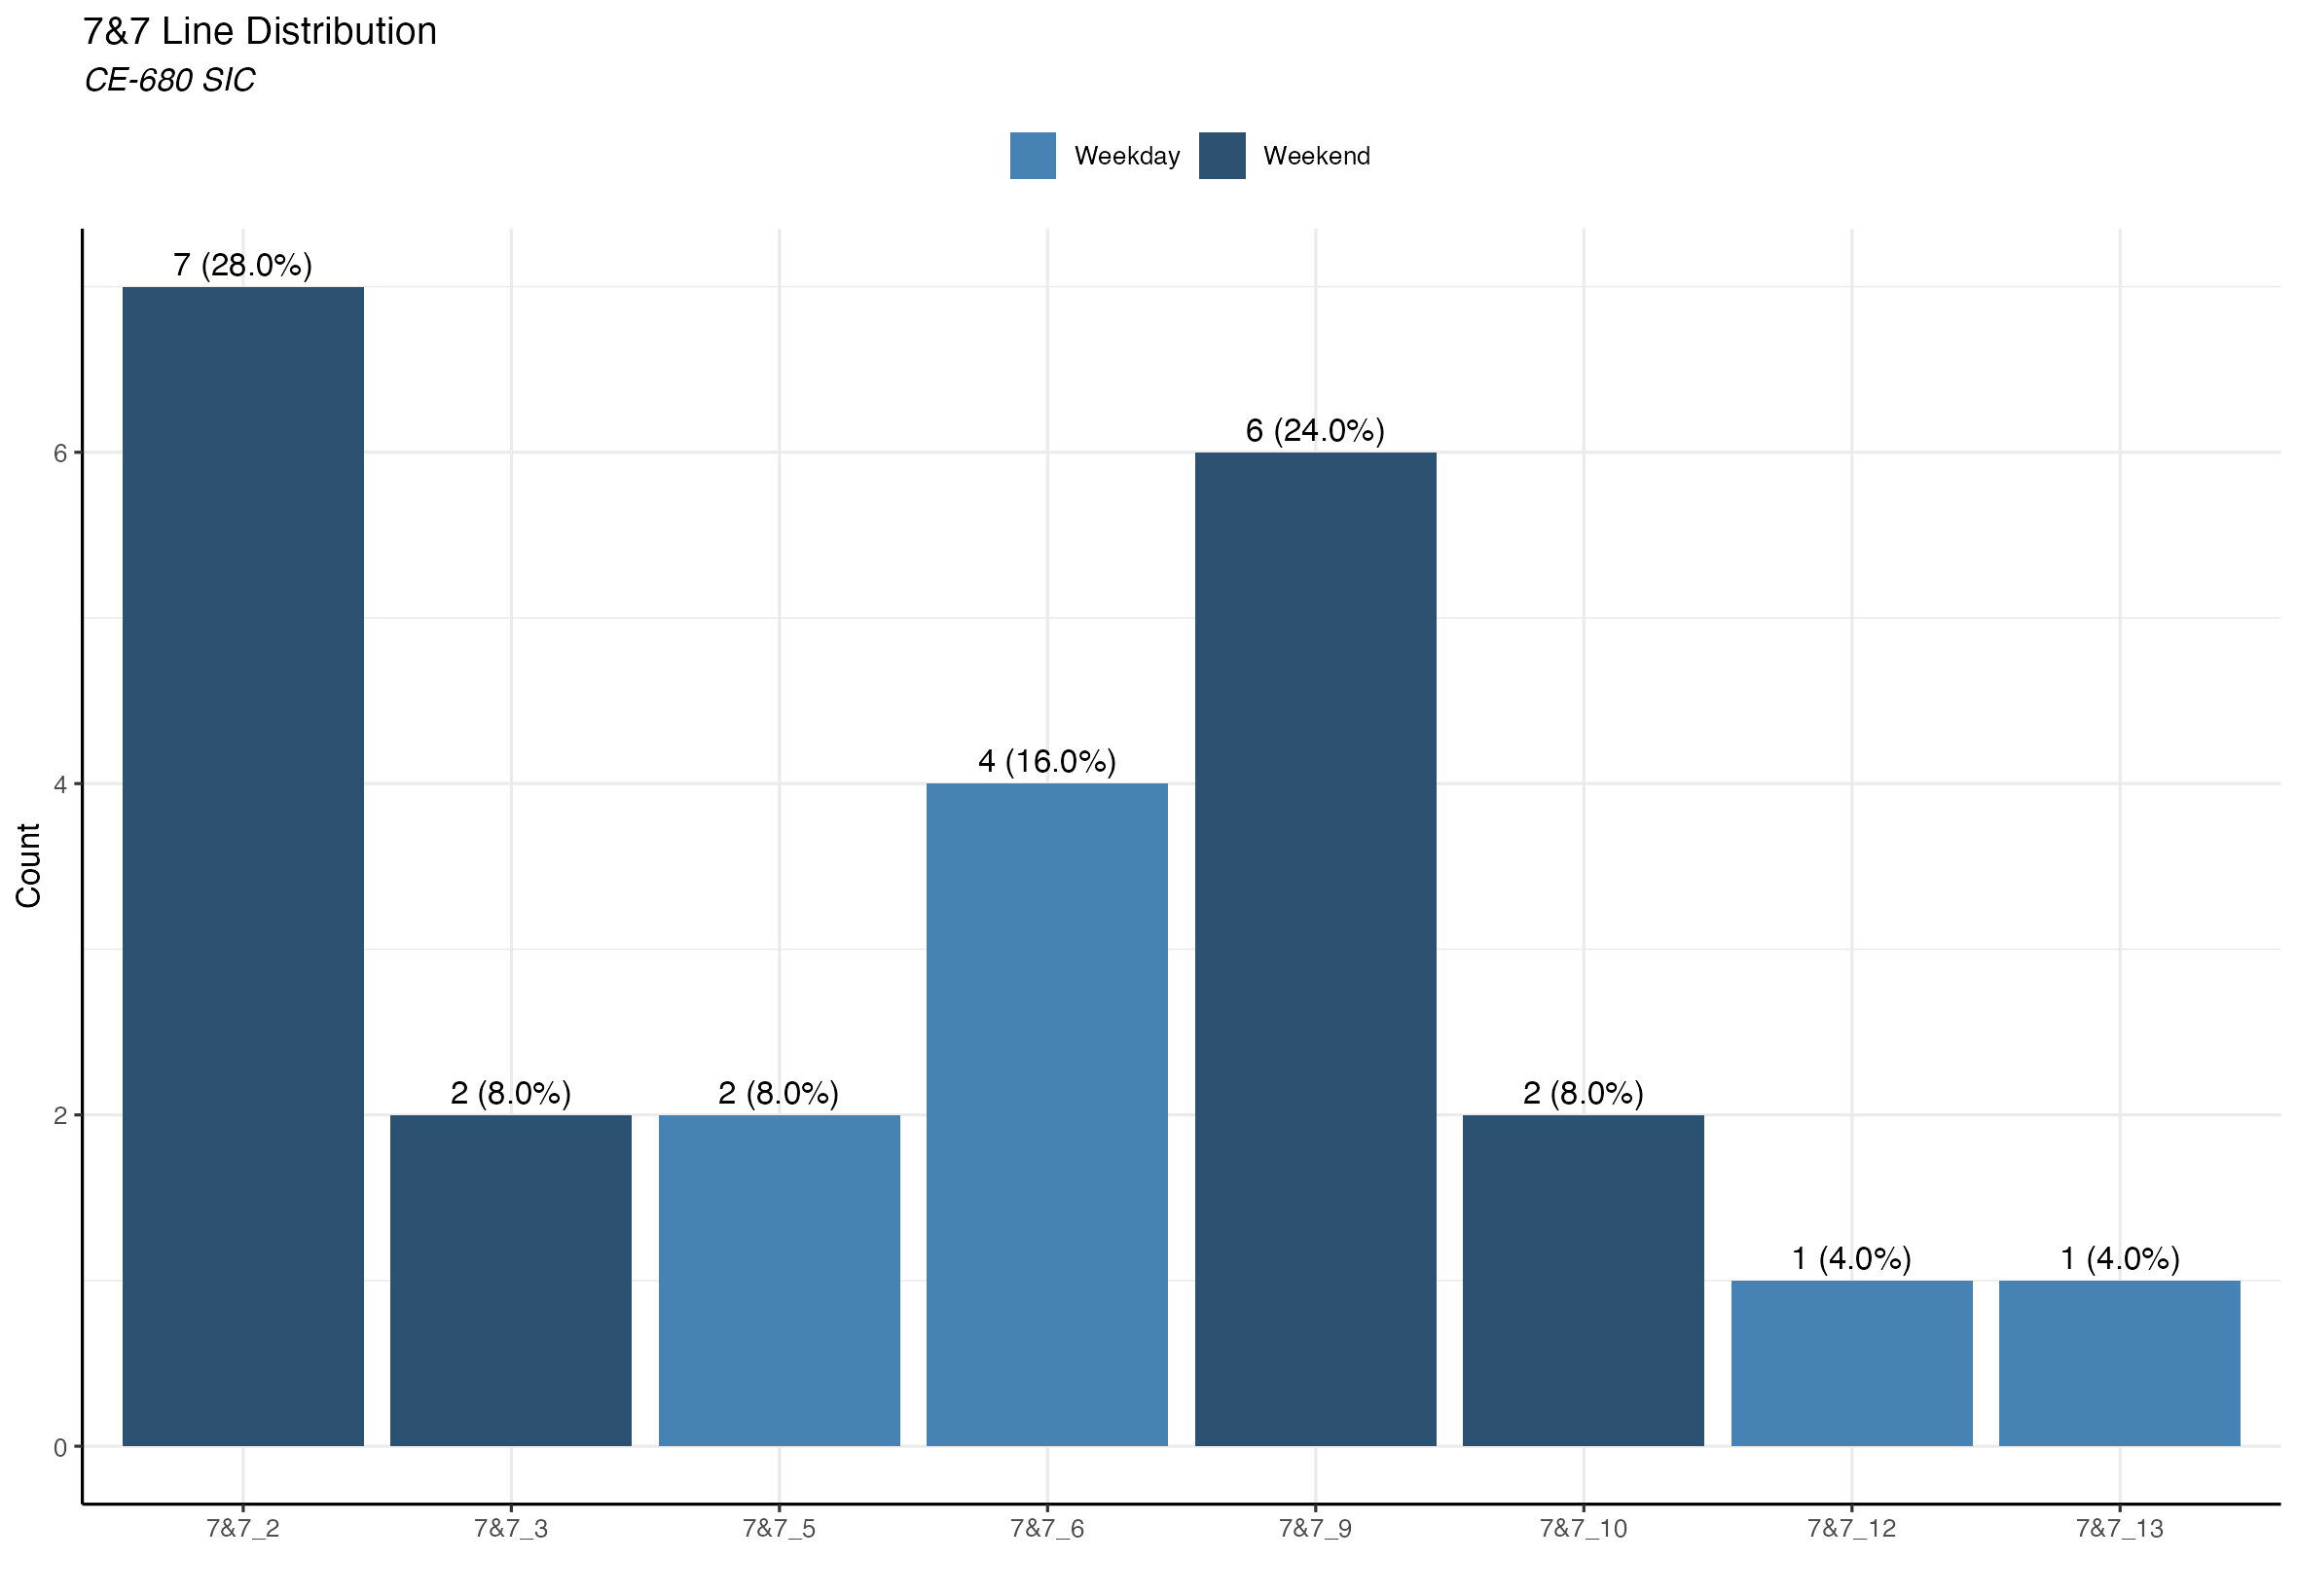 7&7 Line Distribution
CE-680 SIC
Weekday Weekend
7 (28.0%)
6 (24.0%)
6
4 (16.0%)
4
Count
2 (8.0%) 2 (8.0%) 2 (8.0%)
2
1 (4.0%) 1 (4.0%)
0
7&7_2 7&7_3 7&7_5 7&7_6 7&7_9 7&7_10 7&7_12 7&7_13